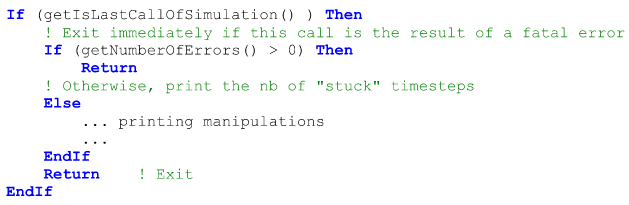 If (getIsLastCallOfSimulation() ) Then
! Exit immediately if this call is the result of a fatal error
If (getNumberOfErrors() > 0) Then
Return
! Otherwise, print the nb of "stuck" timesteps
Else
... printing manipulations
...
EndIf
Return ! Exit
EndIf